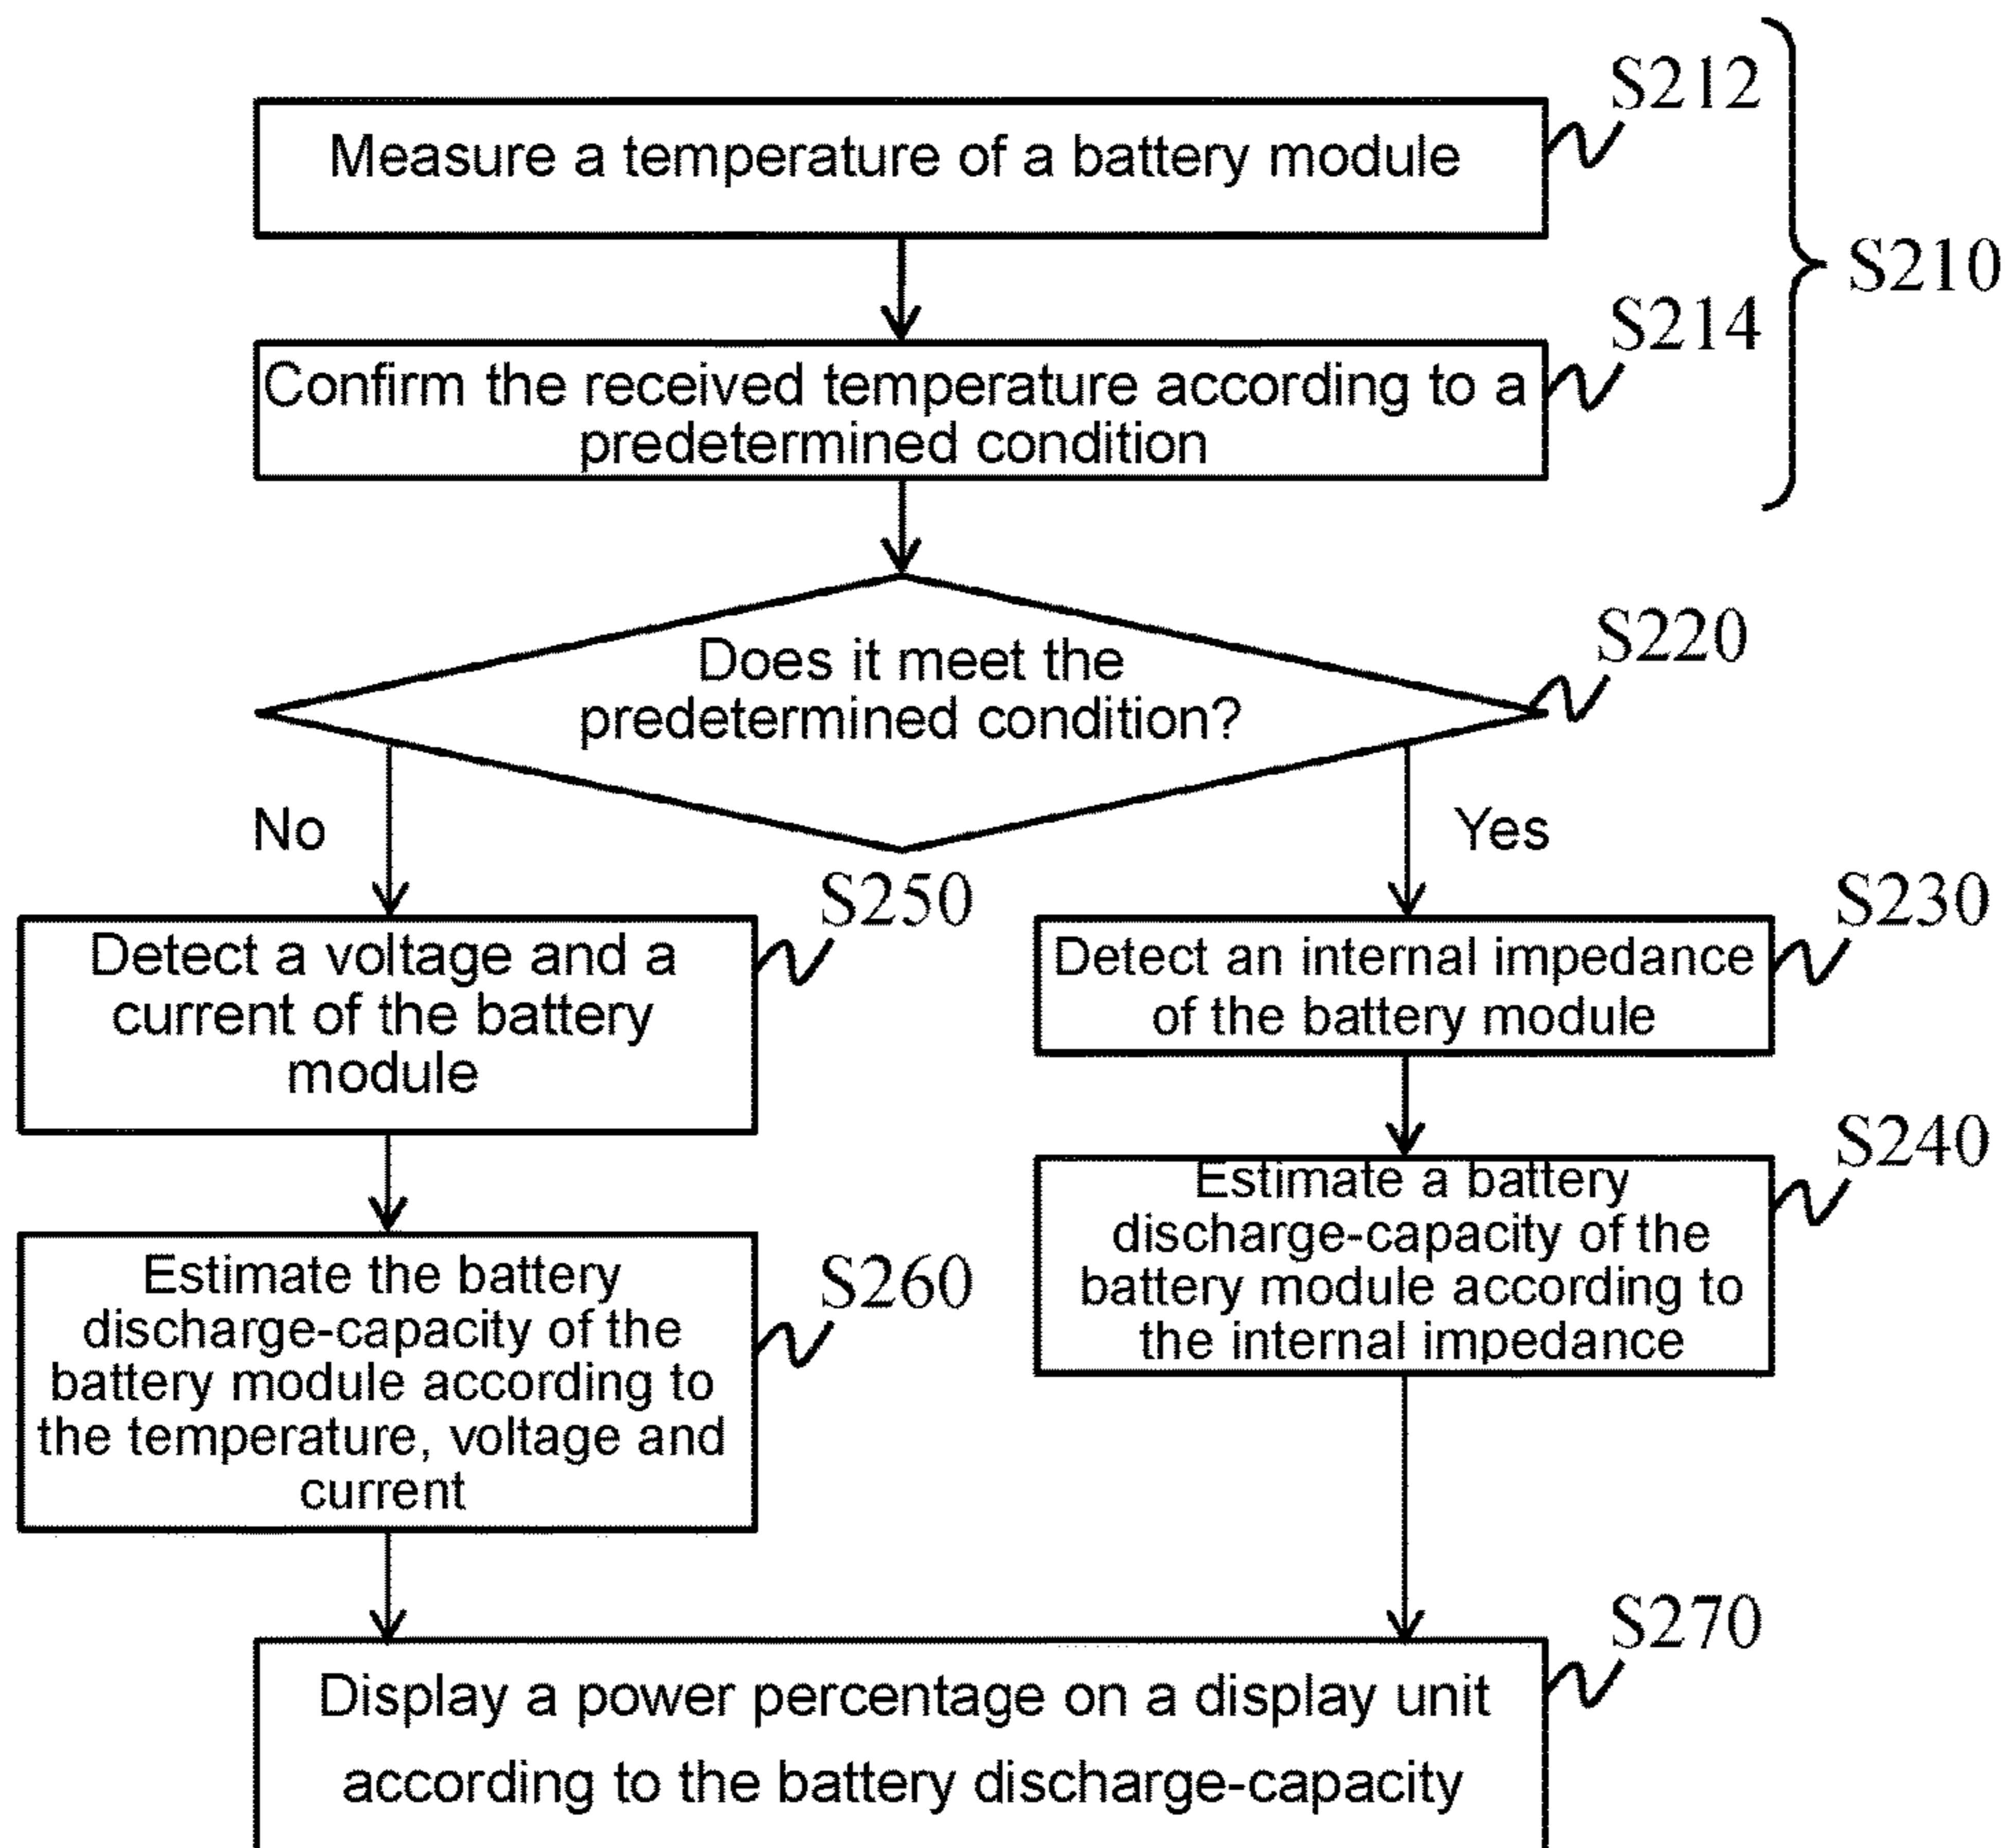 S212
Measure a temperature of a battery module
S210
S214
Confirm the received temperature according to a
predetermined condition
S220
Does it meet the
predetermined condition?
No
Yes
S250
Detect a voltage and a
current of the battery
module
S230
Detect an internal impedance
of the battery module
S260
Estimate the battery
discharge-capacity of the
battery module according to
the temperature, voltage and
current
S240
Estimate a battery
discharge-capacity of the
battery module according to
the internal impedance
S270
Display a power percentage on a display unit
according to the battery discharge-capacity